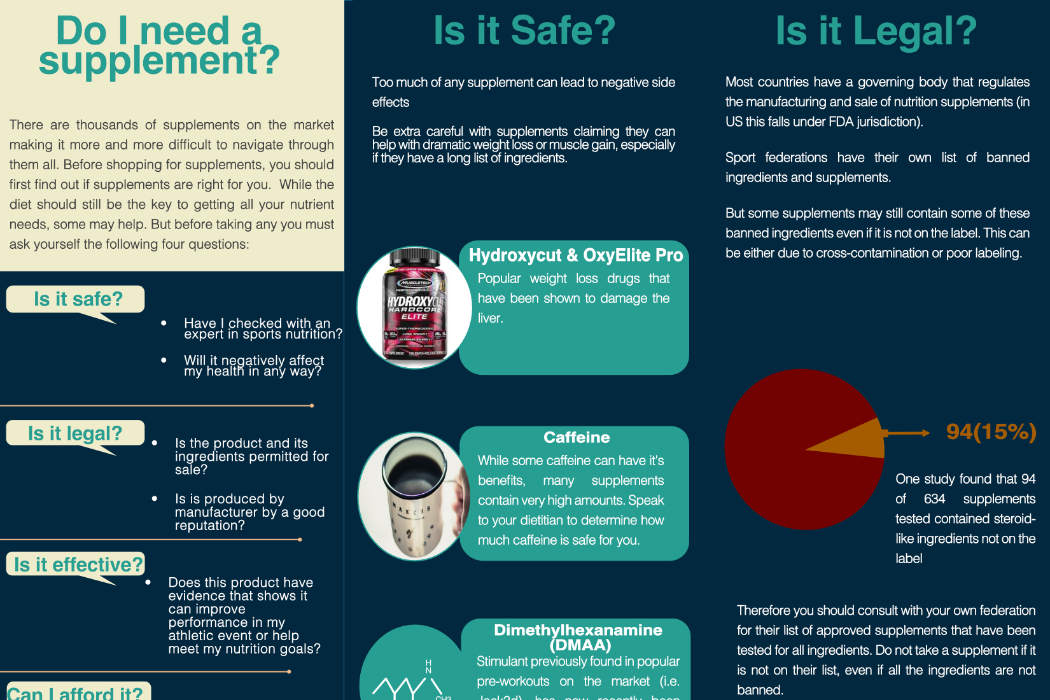 Do I need a
supplement?
There are thousands of supplements on the market
making it more and more difficult to navigate through
them all. Before shopping for supplements, you should
first find out if supplements are right for you. While the
diet should still be the key to getting all your nutrient
needs, some may help. But before taking any you must
ask yourself the following four questions:
Is it safe?
• Have I checked with an
expert in sports nutrition?
• Will it negatively affect
my health in any way?
Is it legal?
• Is the product and its
ingredients permitted for
sale?
• Is is produced by
manufacturer by a good
reputation?
Is it effective?
• Does this product have
evidence that shows it
can improve
performance in my
athletic event or help
meet my nutrition goals?
Can I afford it?
Is it Safe?
Too much of any supplement can lead to negative side
effects
Be extra careful with supplements claiming they can
help with dramatic weight loss or muscle gain, especially
if they have a long list of ingredients.
MUSCLETECH
HYDROXYCUT
HARDCORE
ELITE
Hydroxycut & OxyElite Pro
Popular weight loss drugs that
have been shown to damage the
liver.
Caffeine
While some caffeine can have it's
benefits, many supplements
contain very high amounts. Speak
to your dietitian to determine how
much caffeine is safe for you.
H
N
CH3
Dimethylhexanamine
(DMAA)
Stimulant previously found in popular
pre-workouts on the market (i.e.
Jack3d), has now recently been
Is it Legal?
Most countries have a governing body that regulates
the manufacturing and sale of nutrition supplements (in
US this falls under FDA jurisdiction).
Sport federations have their own list of banned
ingredients and supplements.
But some supplements may still contain some of these
banned ingredients even if it is not on the label. This can
be either due to cross-contamination or poor labeling.
94(15%)
One study found that 94
of 634 supplements
tested contained steroid-
like ingredients not on the
label
Therefore you should consult with your own federation
for their list of approved supplements that have been
tested for all ingredients. Do not take a supplement if it
is not on their list, even if all the ingredients are not
banned.